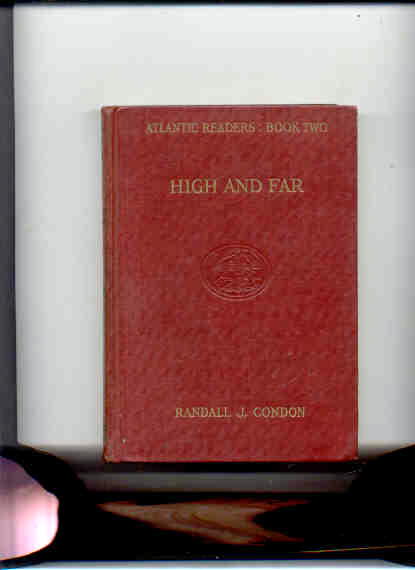 ATLANTIC READERS : BOOK TWO
HIGH AND FAR
RANDALL J. CONDON